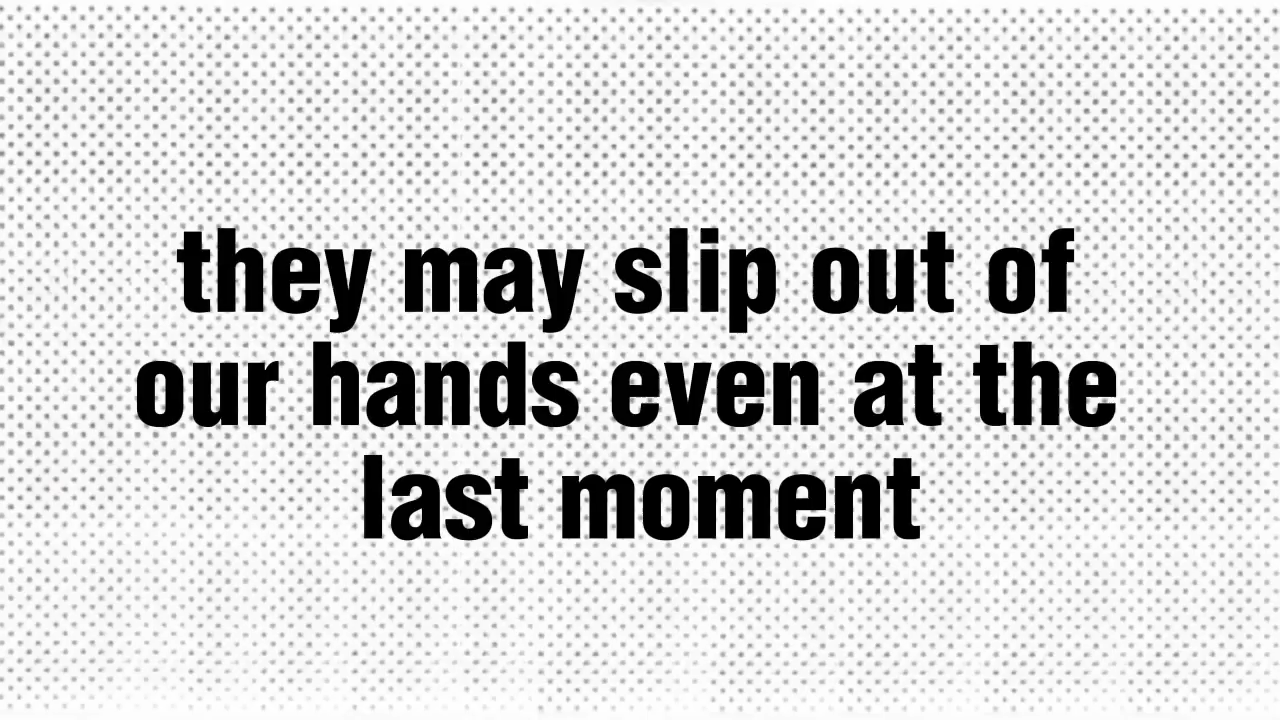 they may slip out of
our hands even at the
last moment